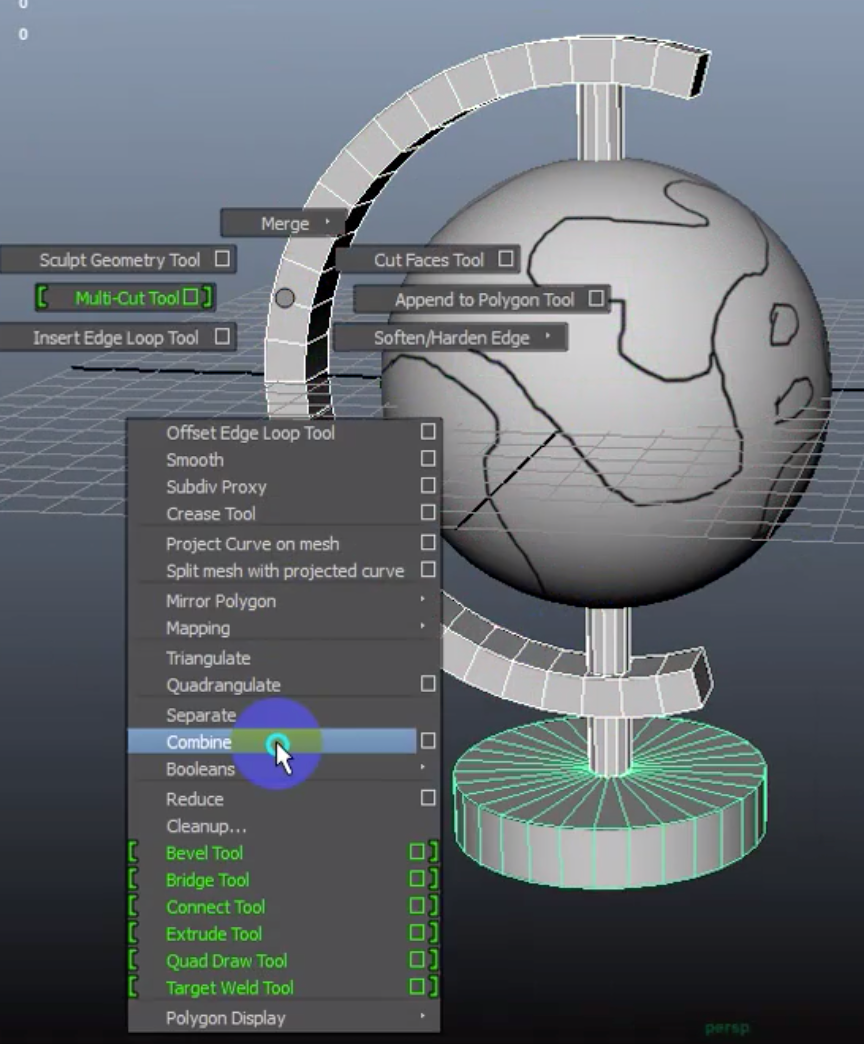 0
0
Merge
Sculpt Geometry Tool
Cut Faces Tool
Multi-Cut Tool
Append to Polygon Tool
Insert Edge Loop Tool
Soften/Harden Edge
Offset Edge Loop Tool
Smooth
Subdiv Proxy
Crease Tool
Project Curve on mesh
Split mesh with projected curve
Mirror Polygon
Mapping
Triangulate
Quadrangulate
Separate
Combine
Booleans
Reduce
Cleanup...
Bevel Tool
Bridge Tool
Connect Tool
Extrude Tool
Quad Draw Tool
Target Weld Tool
Polygon Display
persp